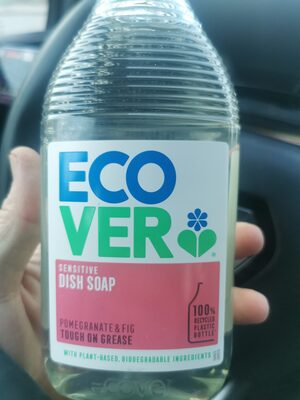 ECO
VER
SENSITIVE
DISH SOAP
POMEGRANATE & FIG
TOUGH ON GREASE
100%
RECYCLED
PLASTIC
BOTTLE
WITH PLANT-BASED, BIODEGRADABLE INGREDIENTS
ecover